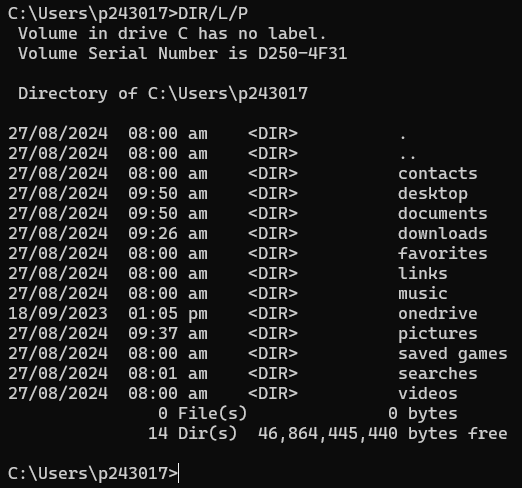 C:\Users\p243017>DIR/L/P
Volume in drive C has no label.
Volume Serial Number is D250-4F31
Directory of C:\Users\p243017
27/08/2024  08:00 am    <DIR>          .
27/08/2024  08:00 am    <DIR>          ..
27/08/2024  08:00 am    <DIR>          contacts
27/08/2024  09:50 am    <DIR>          desktop
27/08/2024  09:50 am    <DIR>          documents
27/08/2024  09:26 am    <DIR>          downloads
27/08/2024  08:00 am    <DIR>          favorites
27/08/2024  08:00 am    <DIR>          links
27/08/2024  08:00 am    <DIR>          music
18/09/2023  01:05 pm    <DIR>          onedrive
27/08/2024  09:37 am    <DIR>          pictures
27/08/2024  08:00 am    <DIR>          saved games
27/08/2024  08:01 am    <DIR>          searches
27/08/2024  08:00 am    <DIR>          videos
0 File(s)              0 bytes
14 Dir(s)  46,864,445,440 bytes free
C:\Users\p243017>